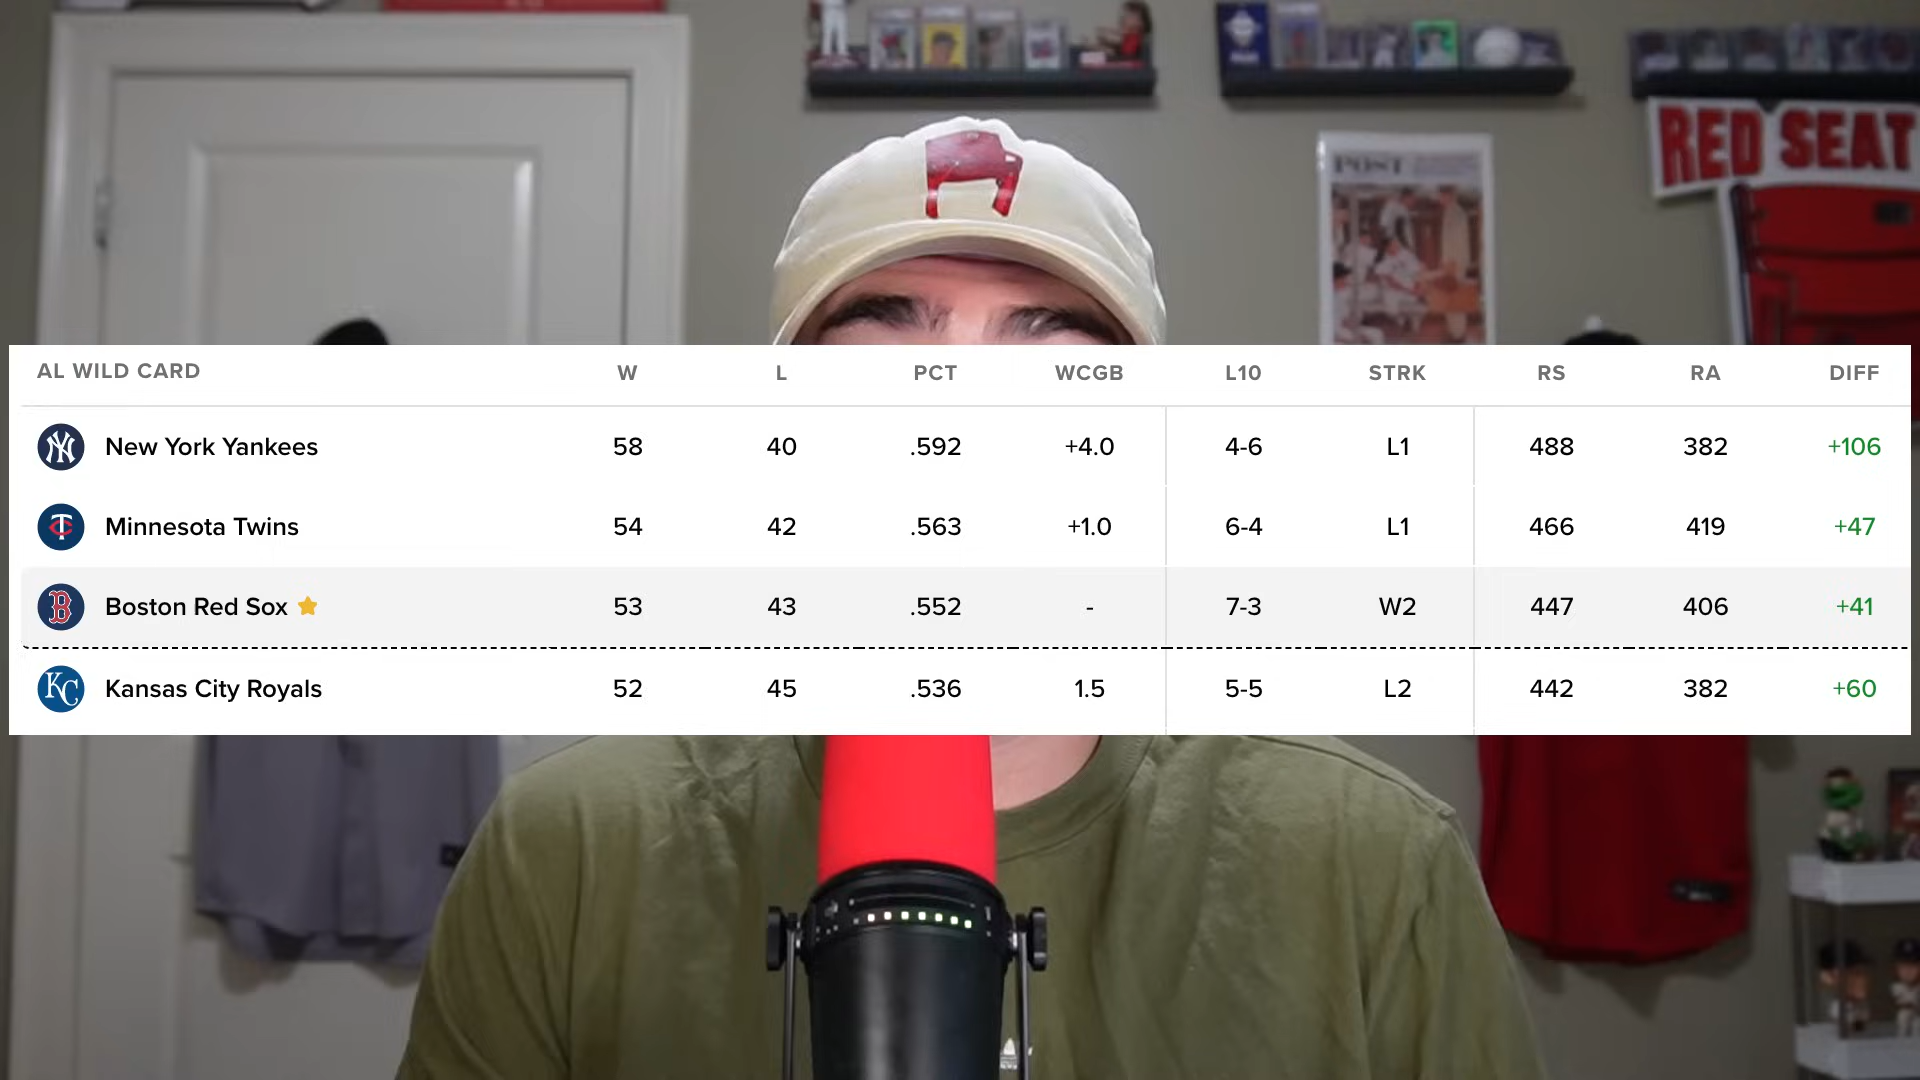 POST
RED SEAT
AL WILD CARD W L PCT WCGB L10 STRK RS RA DIFF
New York Yankees 58 40 .592 +4.0 4-6 L1 488 382 +106
Minnesota Twins 54 42 .563 +1.0 6-4 L1 466 419 +47
B Boston Red Sox 53 43 .552 - 7-3 W2 447 406 +41
KC Kansas City Royals 52 45 .536 1.5 5-5 L2 442 382 +60